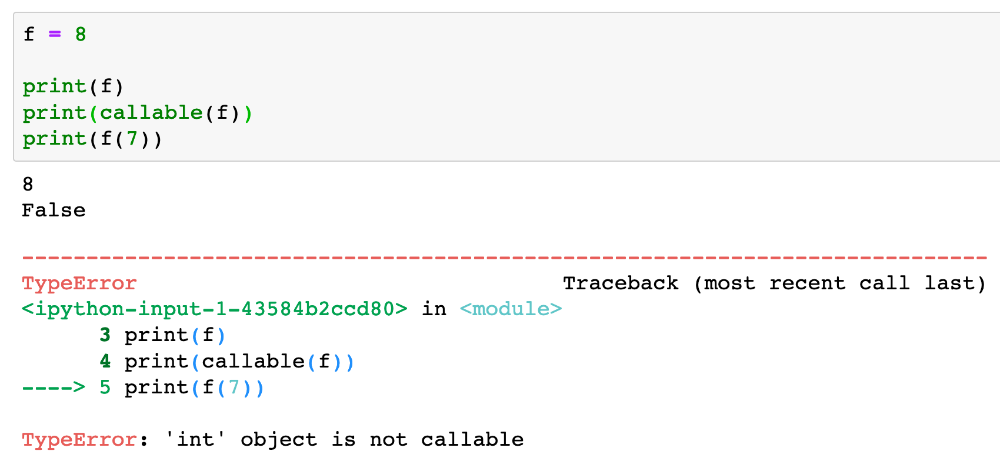 f = 8
print(f)
print(callable(f))
print(f(7))
8
False
---------------------------------------------------------------------------
TypeError                                 Traceback (most recent call last)
<ipython-input-1-43584b2ccd80> in <module>
      3 print(f)
      4 print(callable(f))
----> 5 print(f(7))
TypeError: 'int' object is not callable